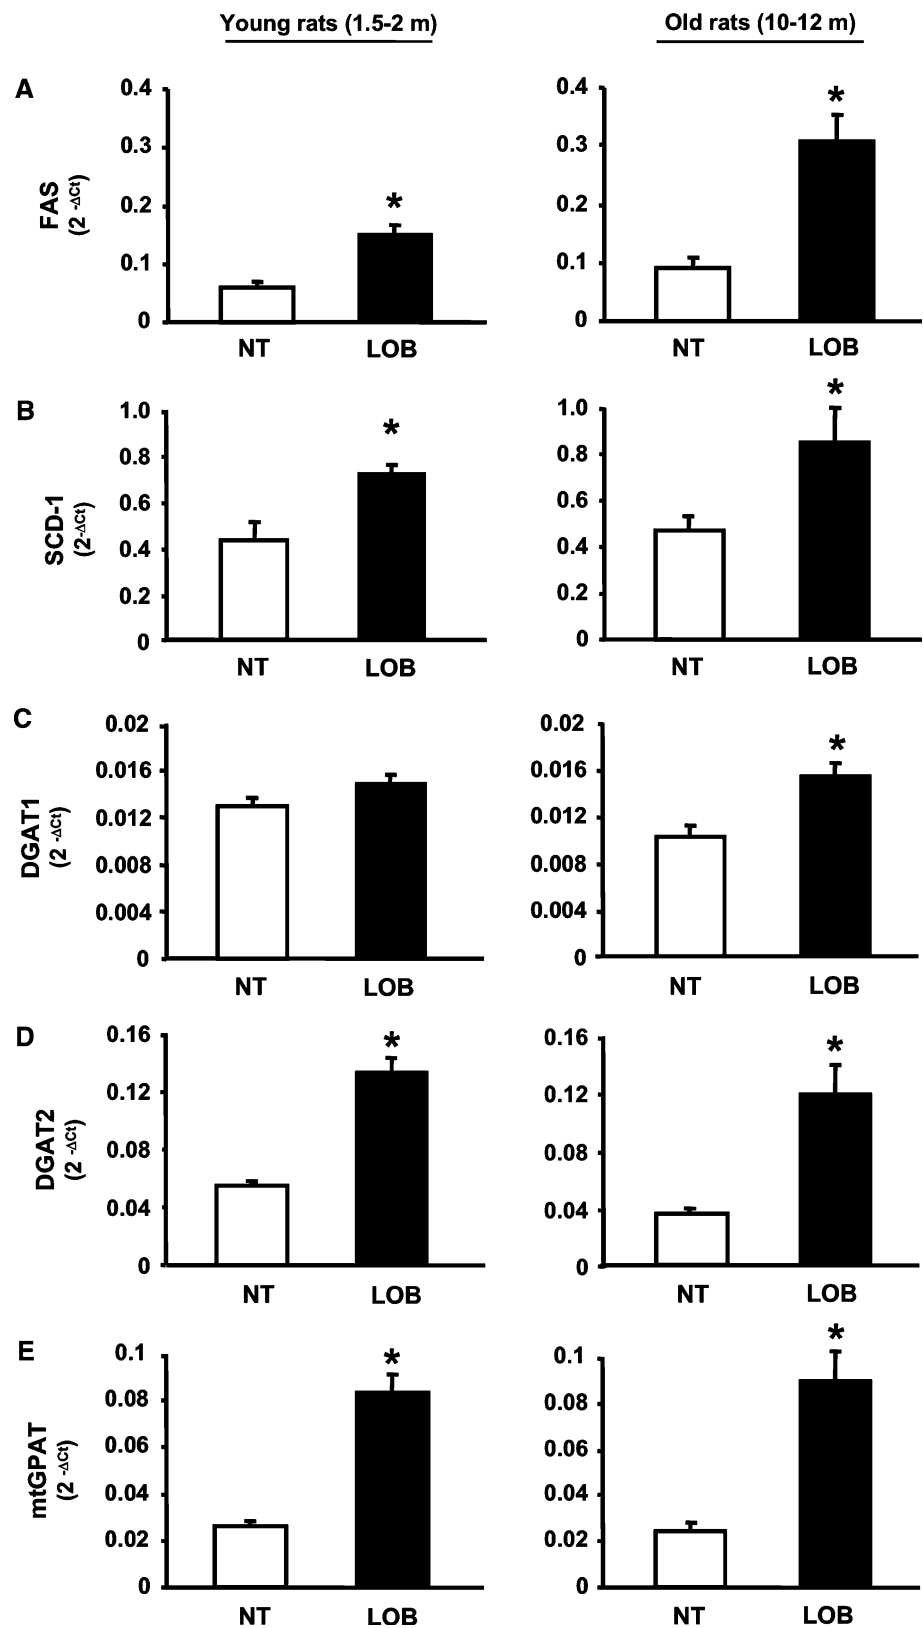 Young rats (1.5-2 m)
Old rats (10-12 m)
A
FAS
(2 -ΔCt)
0.4
0.3
0.2
0.1
0
*
NT
LOB
0.4
0.3
0.2
0.1
0
*
NT
LOB
B
SCD-1
(2-ΔCt)
1.0
0.8
0.6
0.4
0.2
0
*
NT
LOB
1.0
0.8
0.6
0.4
0.2
0
*
NT
LOB
C
DGAT1
(2 -ΔCt)
0.02
0.016
0.012
0.008
0.004
0
NT
LOB
0.02
0.016
0.012
0.008
0.004
0
*
NT
LOB
D
DGAT2
(2 -ΔCt)
0.16
0.12
0.08
0.04
0
*
NT
LOB
0.16
0.12
0.08
0.04
0
*
NT
LOB
E
mtGPAT
(2 -ΔCt)
0.1
0.08
0.06
0.04
0.02
0
*
NT
LOB
0.1
0.08
0.06
0.04
0.02
0
*
NT
LOB